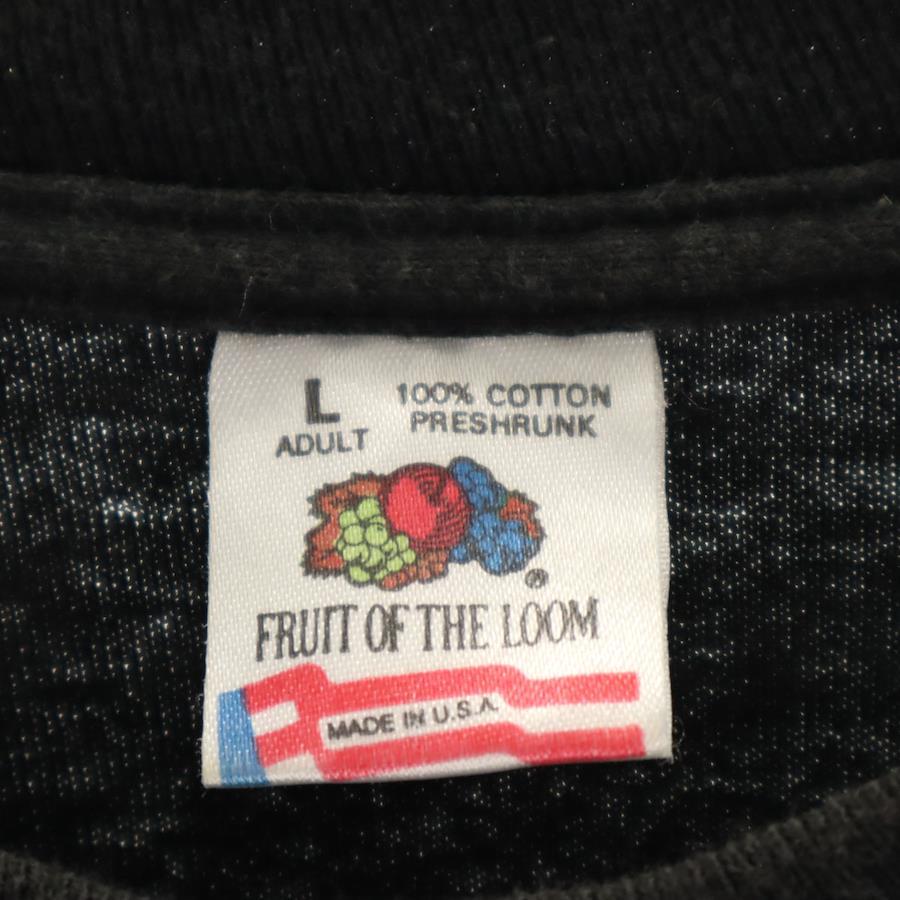 L
ADULT
100% COTTON
PRESHRUNK
®
FRUIT OF THE LOOM
MADE IN U.S.A.